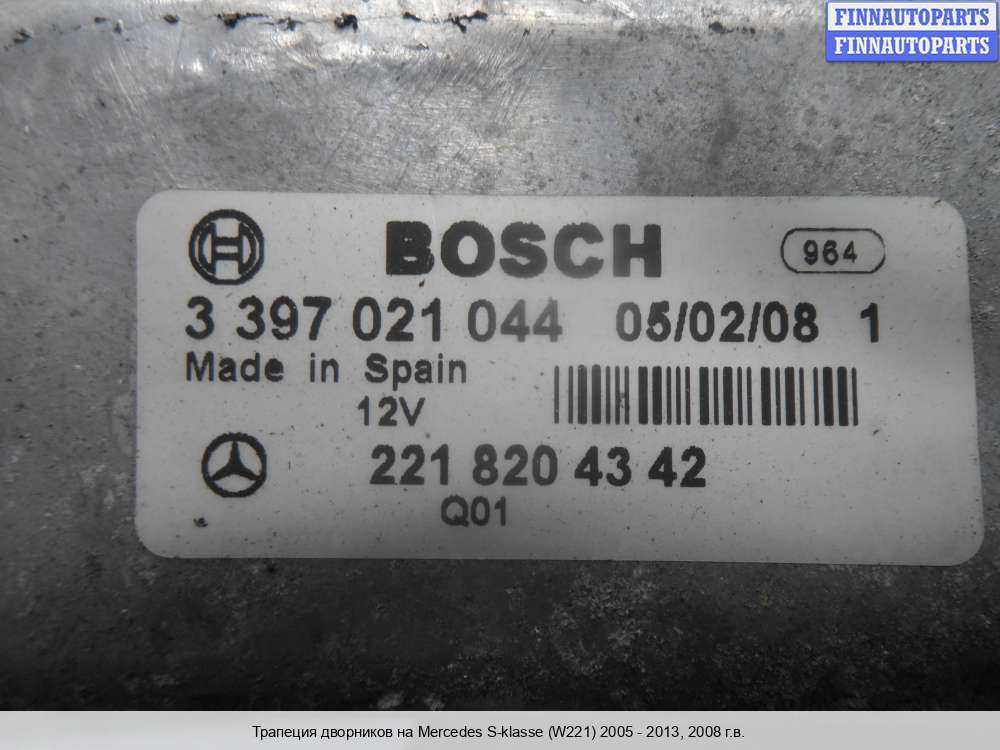 FINNAUTOPARTS
FINNAUTOPARTS
BOSCH 964
3 397 021 044 05/02/08 1
Made in Spain
12V
221 820 43 42
Q01
Трапеция дворников на Mercedes S-klasse (W221) 2005 - 2013, 2008 г.в.